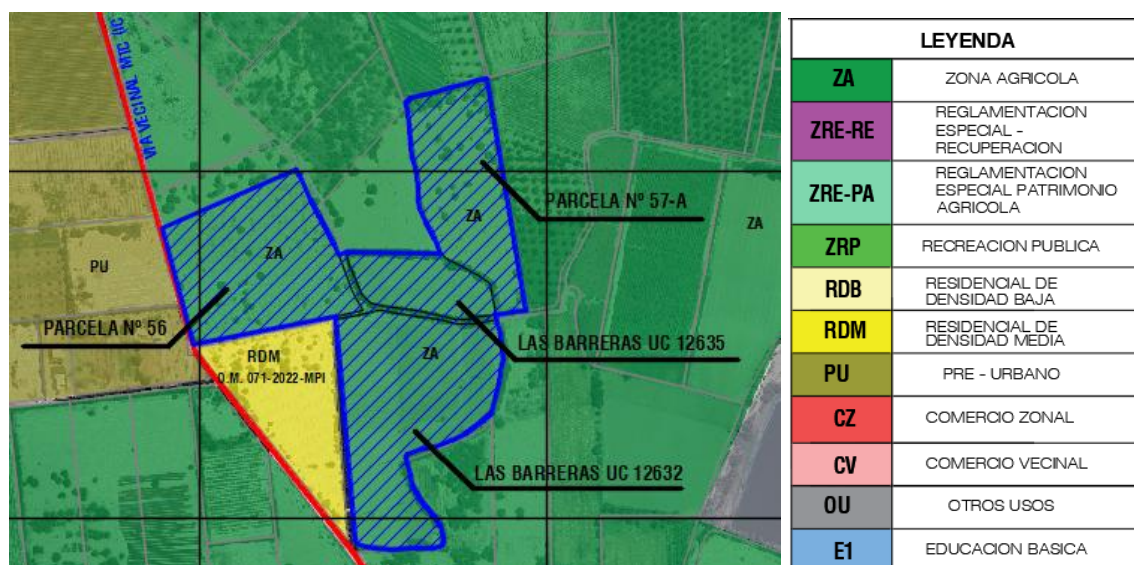 VIA VECINAL MIC
PARCELA Nº 57-A
ZA
ZA
ZA
PU
PARCELA Nº 56
LAS BARRERAS UC 12635
ZA
RDM
O.M. 071-2022-MPI
LAS BARRERAS UC 12632
LEYENDA
ZA
ZONA AGRICOLA
ZRE-RE
REGLAMENTACION
ESPECIAL -
RECUPERACION
ZRE-PA
REGLAMENTACION
ESPECIAL PATRIMONIO
AGRICOLA
ZRP
RECREACION PUBLICA
RDB
RESIDENCIAL DE
DENSIDAD BAJA
RDM
RESIDENCIAL DE
DENSIDAD MEDIA
PU
PRE - URBANO
CZ
COMERCIO ZONAL
CV
COMERCIO VECINAL
OU
OTROS USOS
E1
EDUCACION BASICA